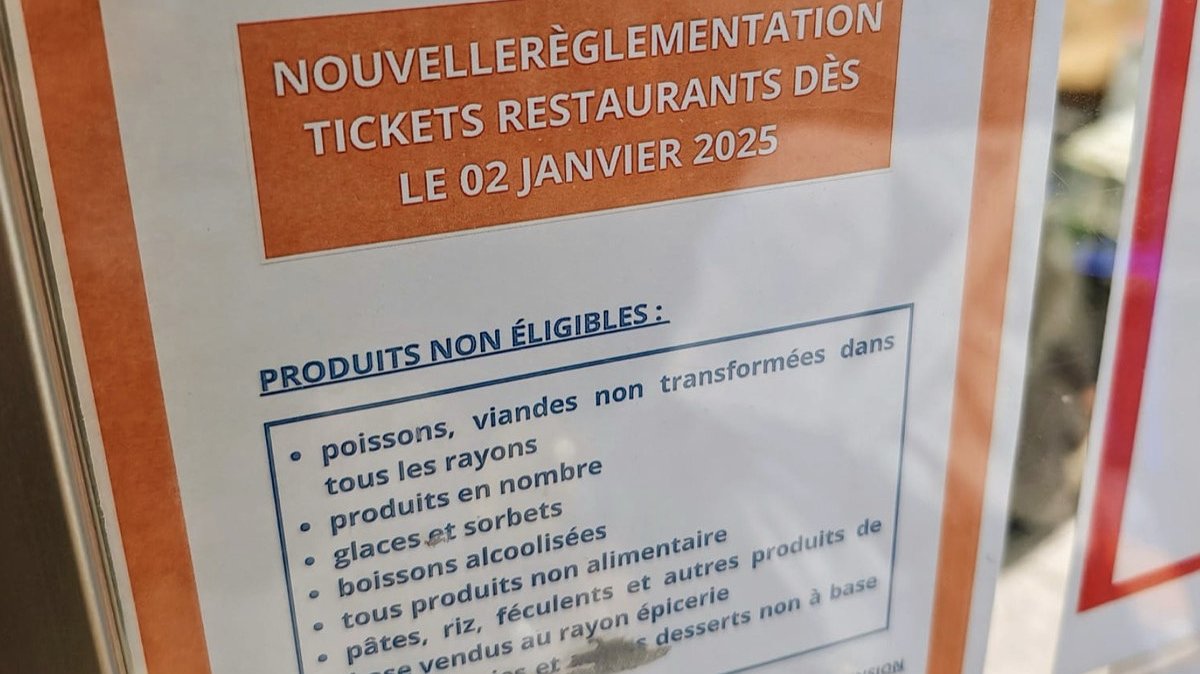 NOUVELLERÈGLEMENTATION
TICKETS RESTAURANTS DÈS
LE 02 JANVIER 2025
PRODUITS NON ÉLIGIBLES :
• poissons, viandes non transformées dans
tous les rayons
• produits en nombre
• glaces et sorbets
• boissons alcoolisées
• tous produits non alimentaire
• pâtes, riz, féculents et autres produits de
vendus au rayon épicerie
et desserts non à base